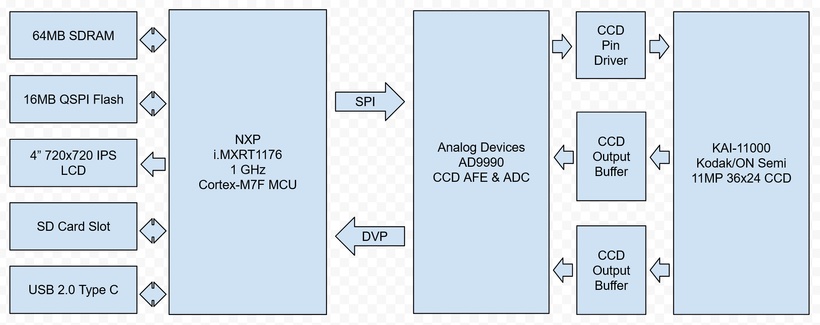 64MB SDRAM
16MB QSPI Flash
4” 720x720 IPS
LCD
SD Card Slot
USB 2.0 Type C
NXP
i.MXRT1176
1 GHz
Cortex-M7F MCU
SPI
DVP
Analog Devices
AD9990
CCD AFE & ADC
CCD
Pin
Driver
CCD
Output
Buffer
CCD
Output
Buffer
KAI-11000
Kodak/ON Semi
11MP 36x24 CCD